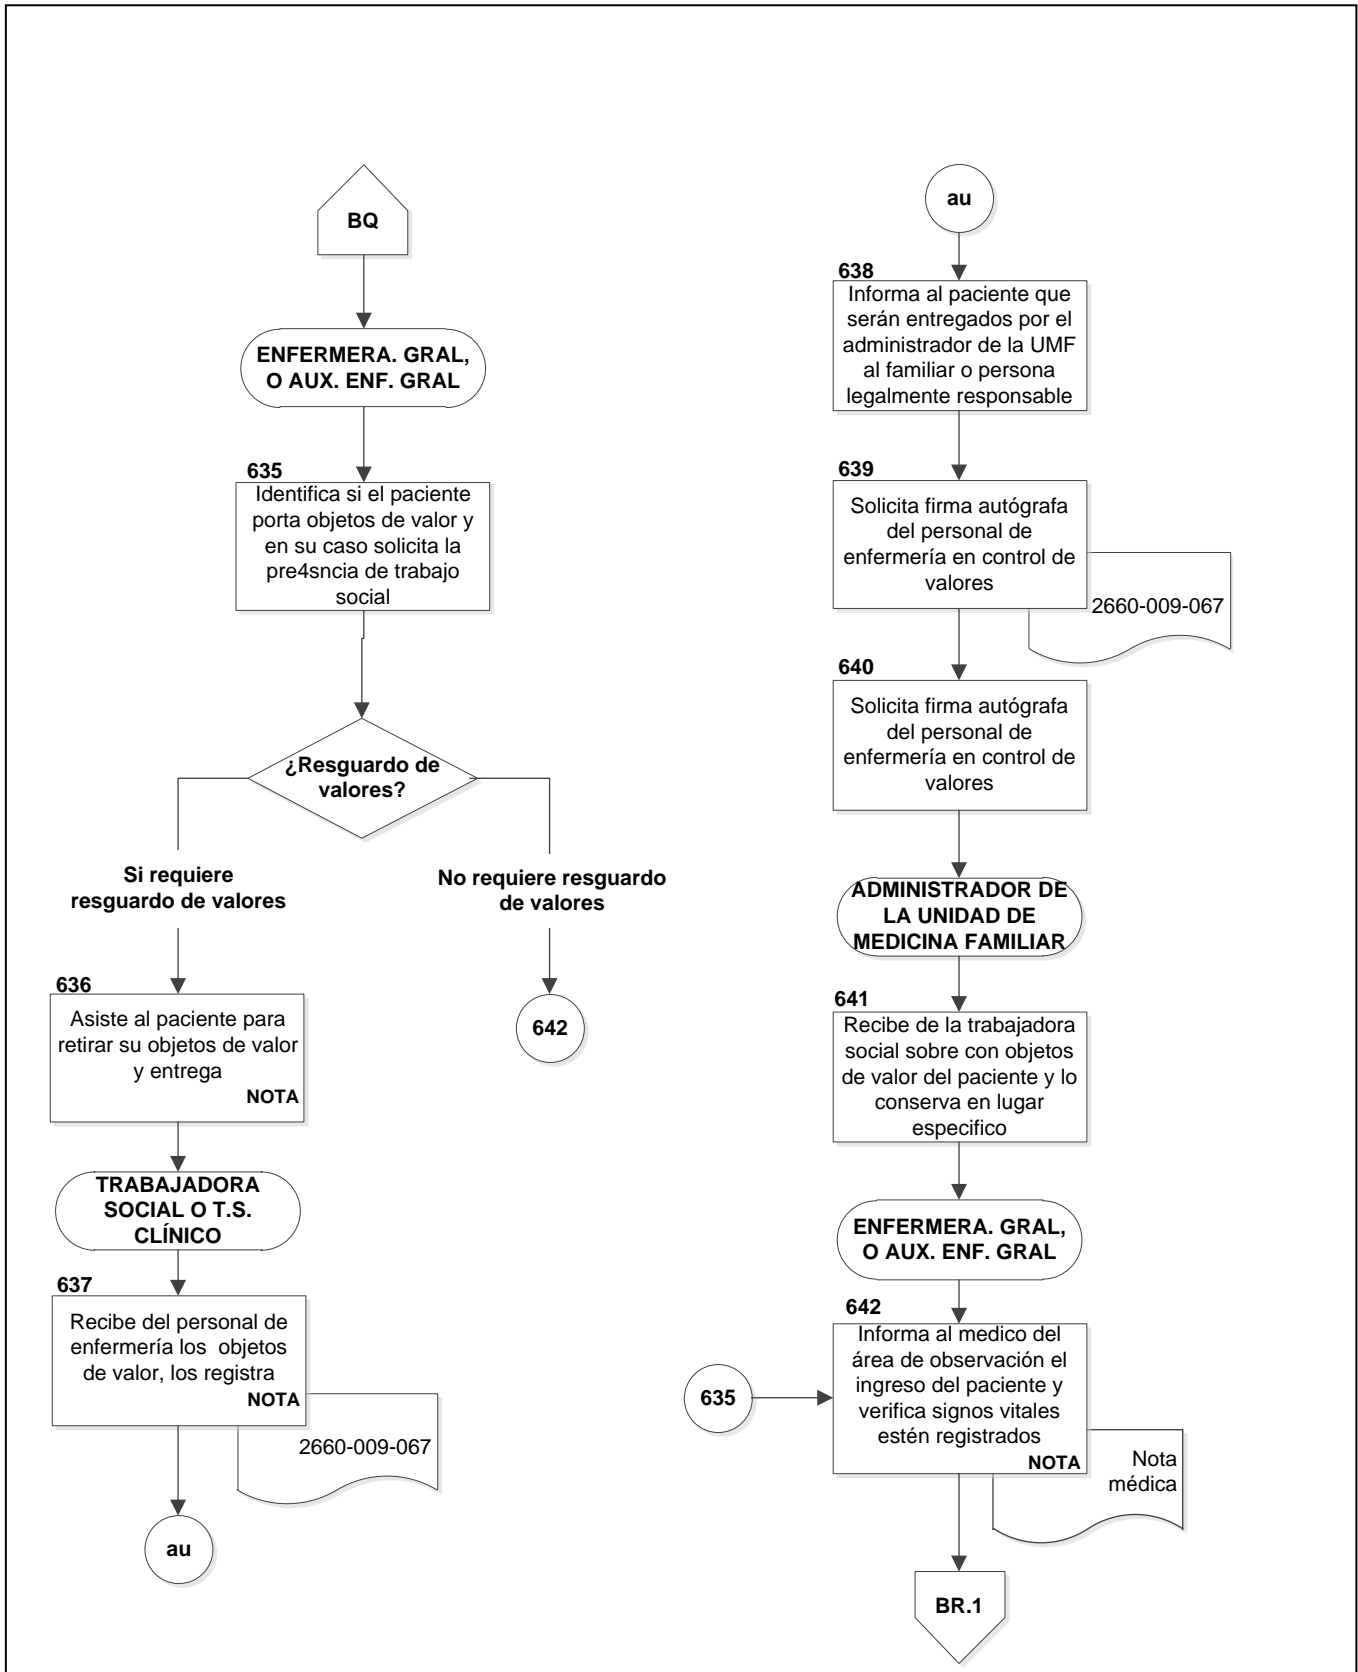 BQ
ENFERMERA. GRAL,
O AUX. ENF. GRAL
635
Identifica si el paciente
porta objetos de valor y
en su caso solicita la
pre4sncia de trabajo
social
¿Resguardo de
valores?
Si requiere
resguardo de valores
No requiere resguardo
de valores
636
Asiste al paciente para
retirar su objetos de valor
y entrega
NOTA
642
TRABAJADORA
SOCIAL O T.S.
CLÍNICO
637
Recibe del personal de
enfermería los objetos
de valor, los registra
NOTA
2660-009-067
au
au
638
Informa al paciente que
serán entregados por el
administrador de la UMF
al familiar o persona
legalmente responsable
639
Solicita firma autógrafa
del personal de
enfermería en control de
valores
2660-009-067
640
Solicita firma autógrafa
del personal de
enfermería en control de
valores
ADMINISTRADOR DE
LA UNIDAD DE
MEDICINA FAMILIAR
641
Recibe de la trabajadora
social sobre con objetos
de valor del paciente y lo
conserva en lugar
especifico
ENFERMERA. GRAL,
O AUX. ENF. GRAL
642
Informa al medico del
área de observación el
ingreso del paciente y
verifica signos vitales
estén registrados
NOTA
635
Nota
médica
BR.1